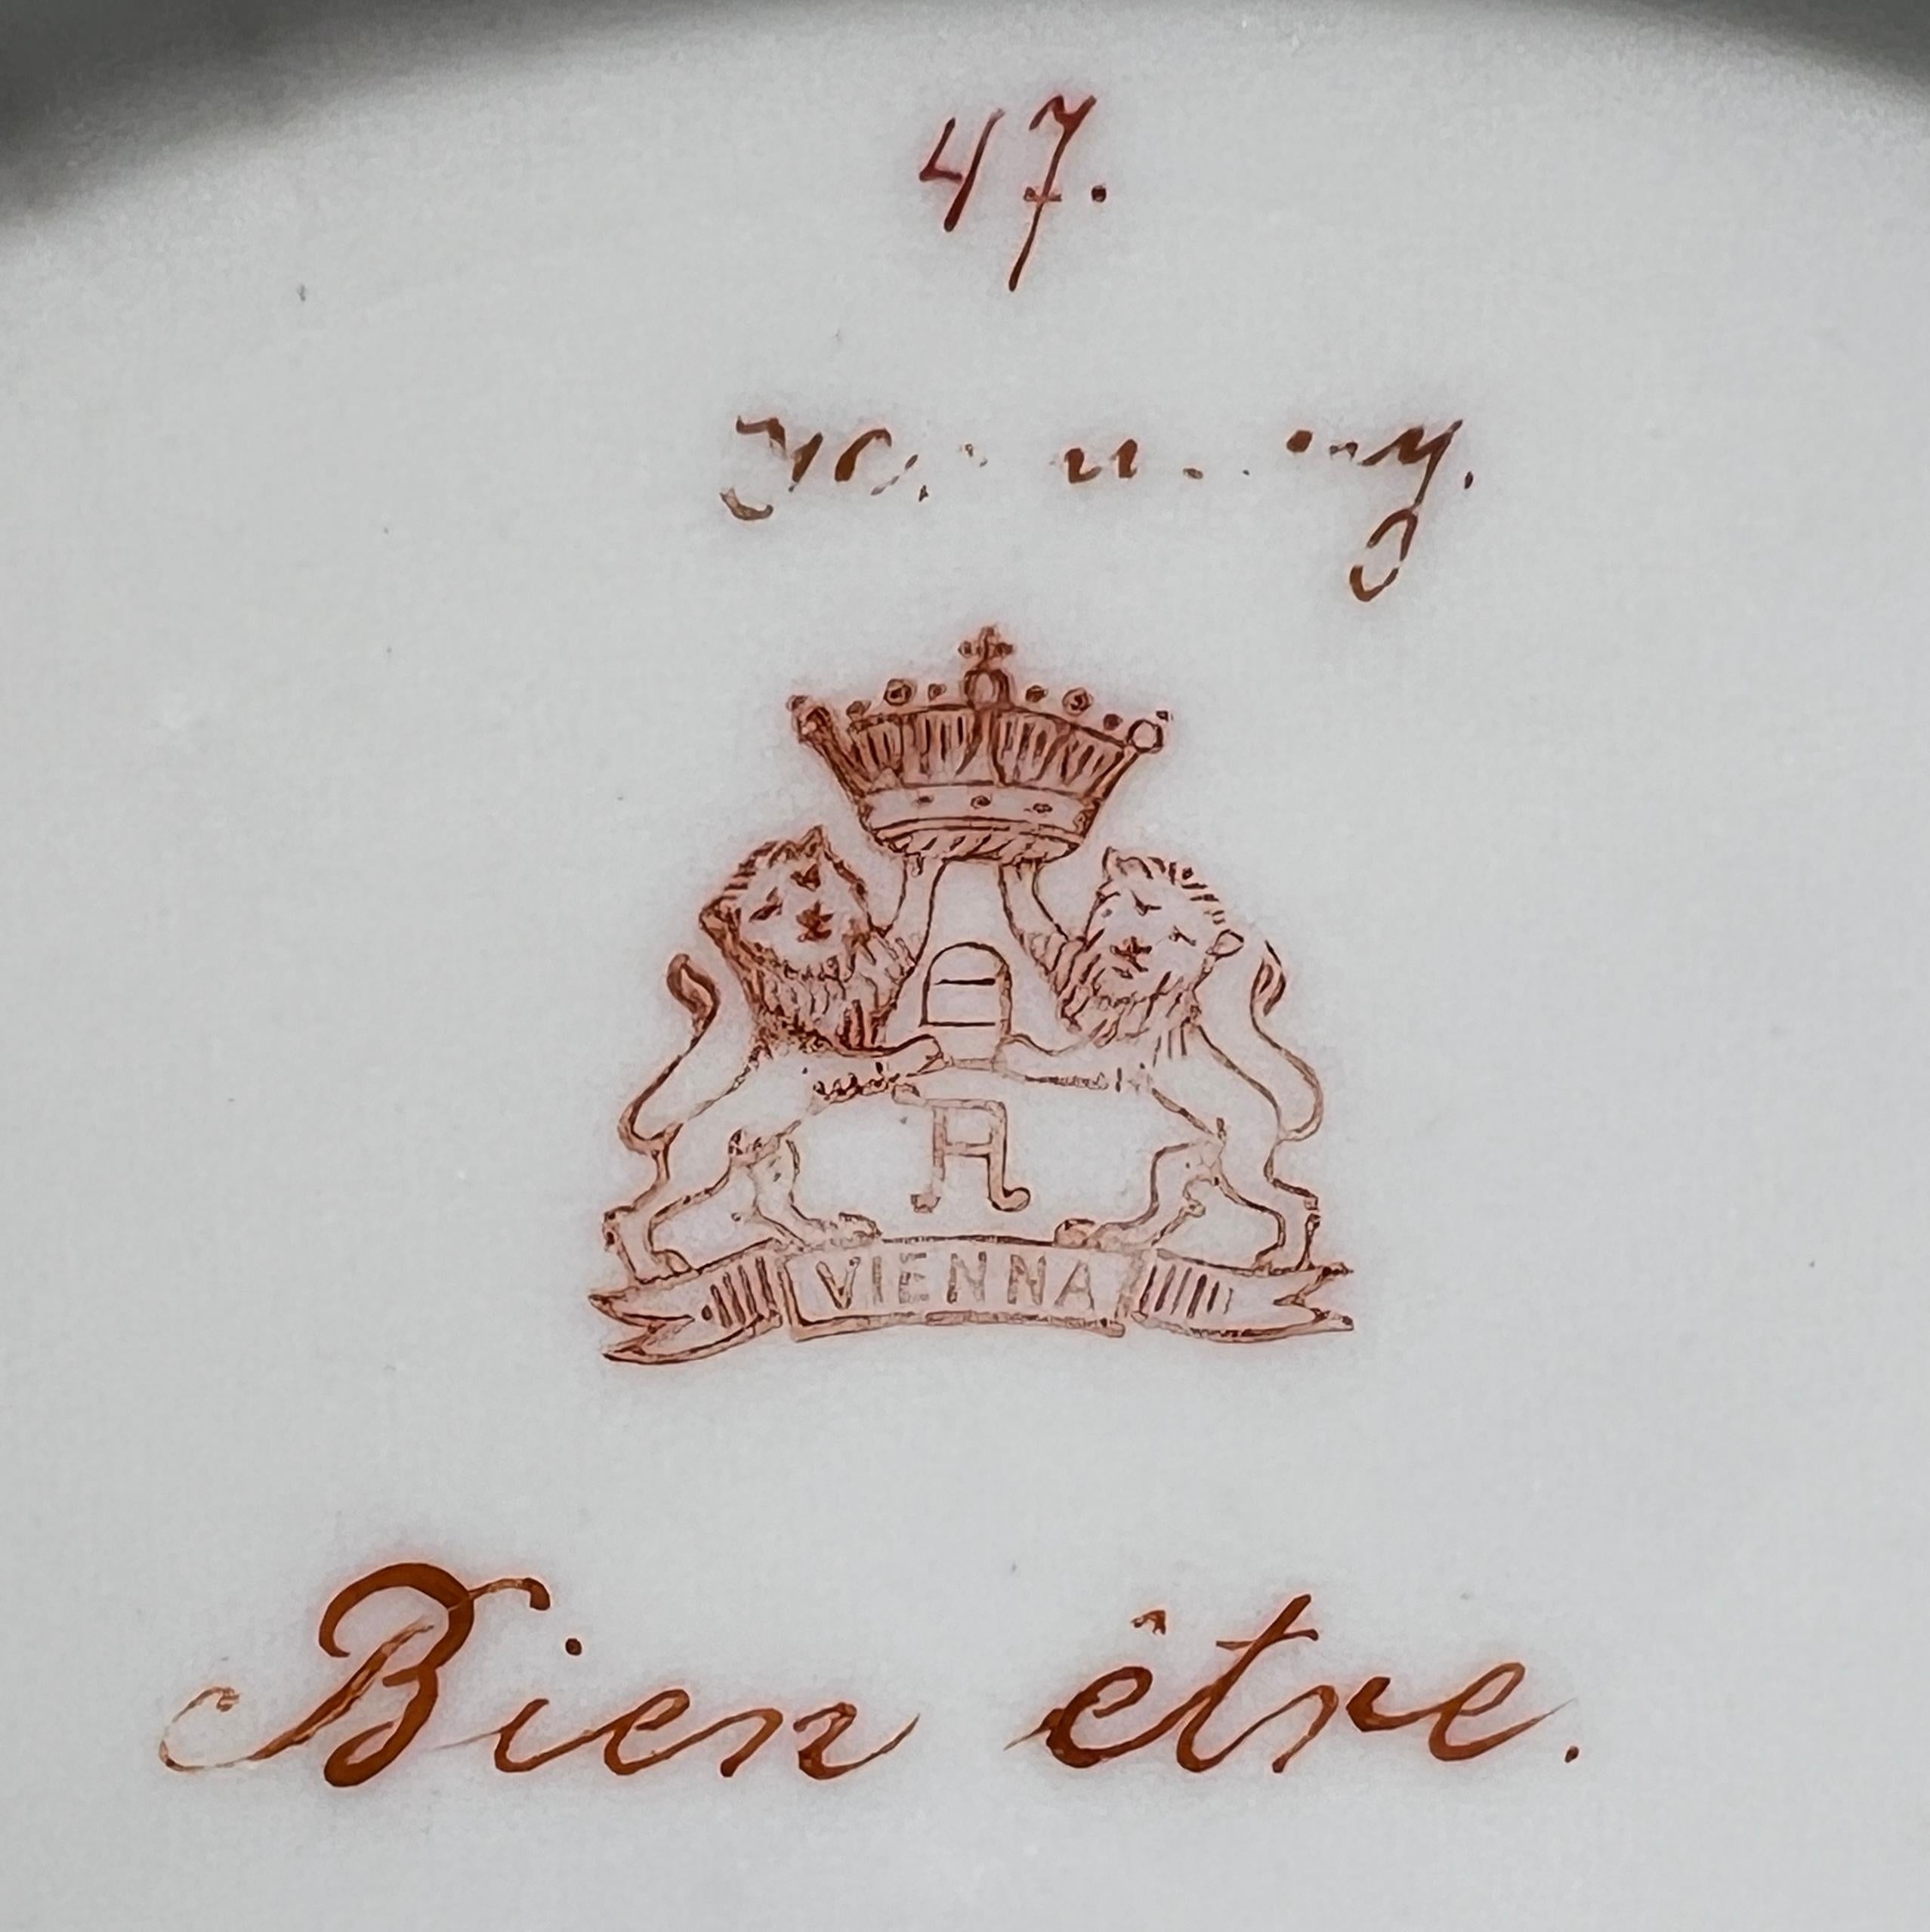 47.
A
VIENNA
Bien être.